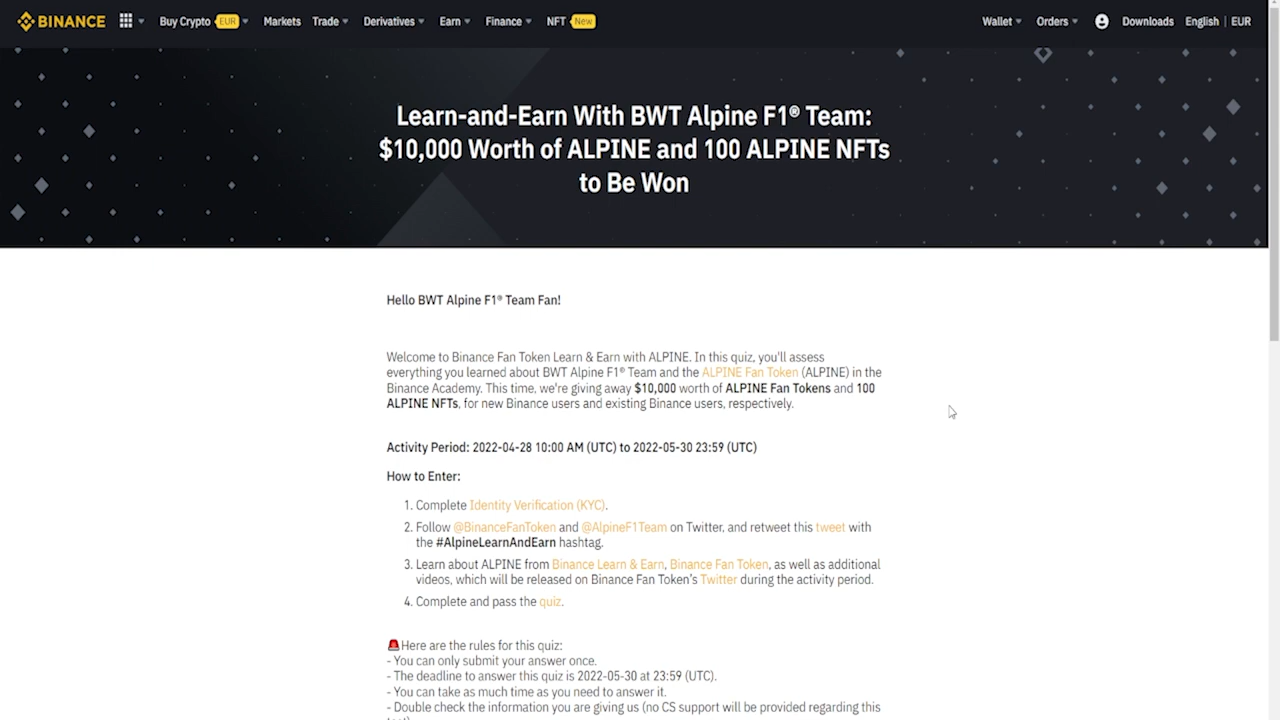 BINANCE Buy Crypto EUR Markets Trade Derivatives Earn Finance NFT New Wallet Orders Downloads English | EUR
Learn-and-Earn With BWT Alpine F1® Team:
$10,000 Worth of ALPINE and 100 ALPINE NFTs
to Be Won
Hello BWT Alpine F1® Team Fan!
Welcome to Binance Fan Token Learn & Earn with ALPINE. In this quiz, you'll assess
everything you learned about BWT Alpine F1® Team and the ALPINE Fan Token (ALPINE) in the
Binance Academy. This time, we're giving away $10,000 worth of ALPINE Fan Tokens and 100
ALPINE NFTs, for new Binance users and existing Binance users, respectively.
Activity Period: 2022-04-28 10:00 AM (UTC) to 2022-05-30 23:59 (UTC)
How to Enter:
1. Complete Identity Verification (KYC).
2. Follow @BinanceFanToken and @AlpineF1Team on Twitter, and retweet this tweet with
the #AlpineLearnAndEarn hashtag.
3. Learn about ALPINE from Binance Learn & Earn, Binance Fan Token, as well as additional
videos, which will be released on Binance Fan Token's Twitter during the activity period.
4. Complete and pass the quiz.
🚨Here are the rules for this quiz:
- You can only submit your answer once.
- The deadline to answer this quiz is 2022-05-30 at 23:59 (UTC).
- You can take as much time as you need to answer it.
- Double check the information you are giving us (no CS support will be provided regarding this